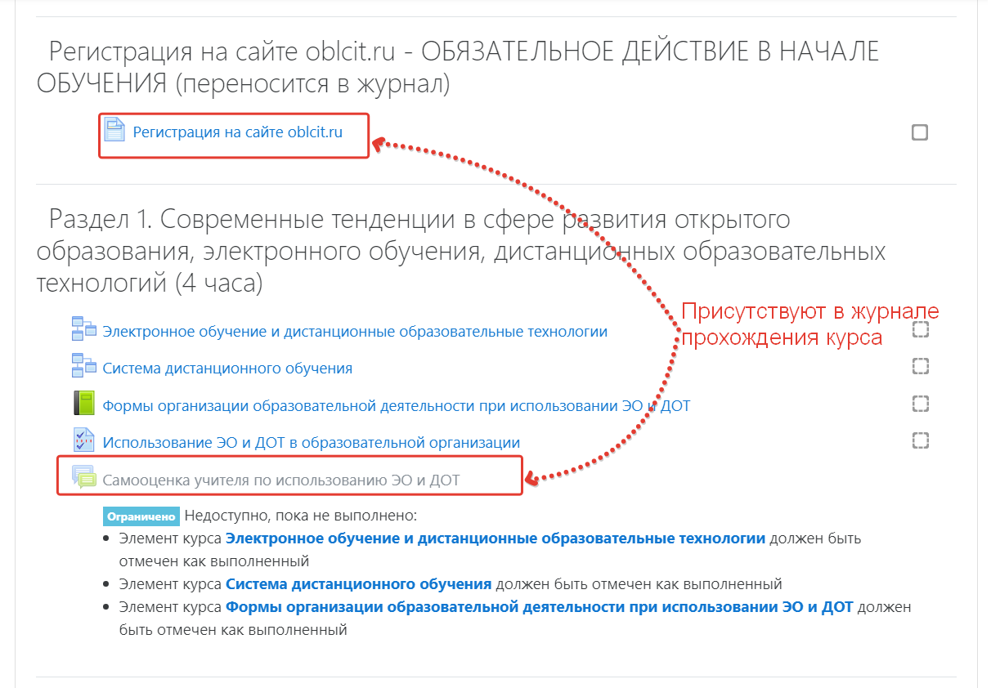 Регистрация на сайте oblcit.ru - ОБЯЗАТЕЛЬНОЕ ДЕЙСТВИЕ В НАЧАЛЕ
ОБУЧЕНИЯ (переносится в журнал)
Регистрация на сайте oblcit.ru
Раздел 1. Современные тенденции в сфере развития открытого
образования, электронного обучения, дистанционных образовательных
технологий (4 часа)
Присутствуют в журнале
прохождения курса
Электронное обучение и дистанционные образовательные технологии
Система дистанционного обучения
Формы организации образовательной деятельности при использовании ЭО и ДОТ
Использование ЭО и ДОТ в образовательной организации
Самооценка учителя по использованию ЭО и ДОТ
Ограничено Недоступно, пока не выполнено:
Элемент курса Электронное обучение и дистанционные образовательные технологии должен быть
отмечен как выполненный
Элемент курса Система дистанционного обучения должен быть отмечен как выполненный
Элемент курса Формы организации образовательной деятельности при использовании ЭО и ДОТ должен
быть отмечен как выполненный